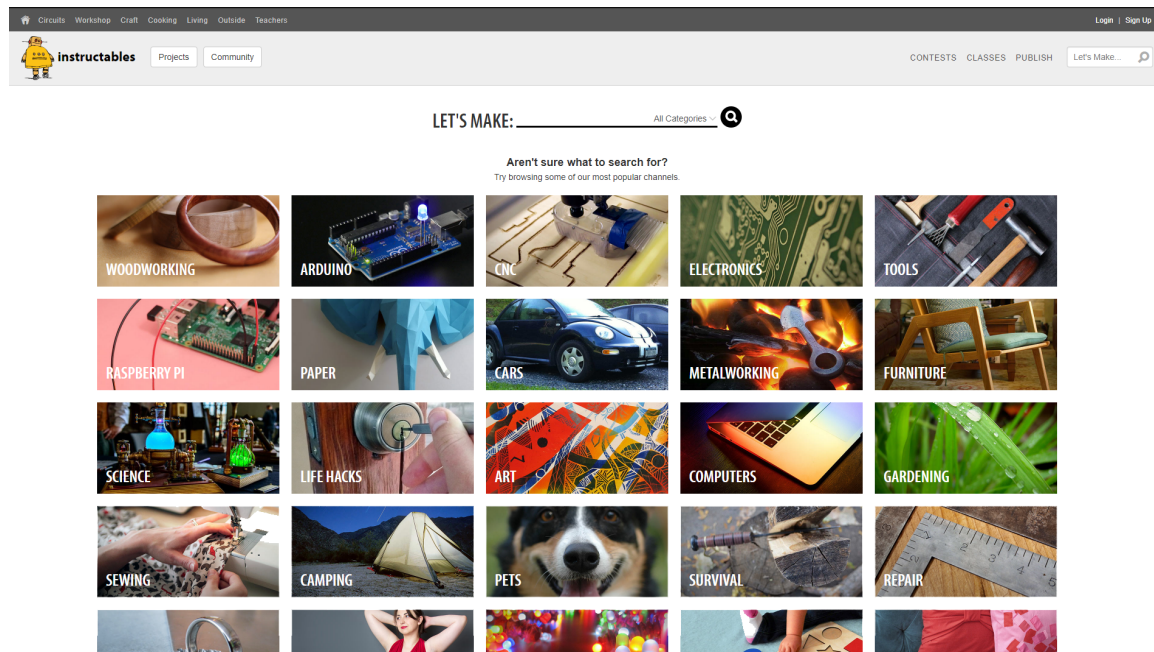 Circuits Workshop Craft Cooking Living Outside Teachers Login | Sign Up
instructables Projects Community CONTESTS CLASSES PUBLISH Let's Make...
LET'S MAKE: All Categories
Aren't sure what to search for?
Try browsing some of our most popular channels.
WOODWORKING ARDUINO CNC ELECTRONICS TOOLS
RASPBERRY PI PAPER CARS METALWORKING FURNITURE
SCIENCE LIFE HACKS ART COMPUTERS GARDENING
SEWING CAMPING PETS SURVIVAL REPAIR